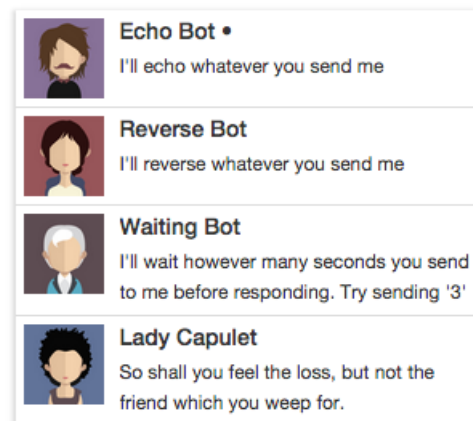 Echo Bot •
I'll echo whatever you send me
Reverse Bot
I'll reverse whatever you send me
Waiting Bot
I'll wait however many seconds you send
to me before responding. Try sending '3'
Lady Capulet
So shall you feel the loss, but not the
friend which you weep for.